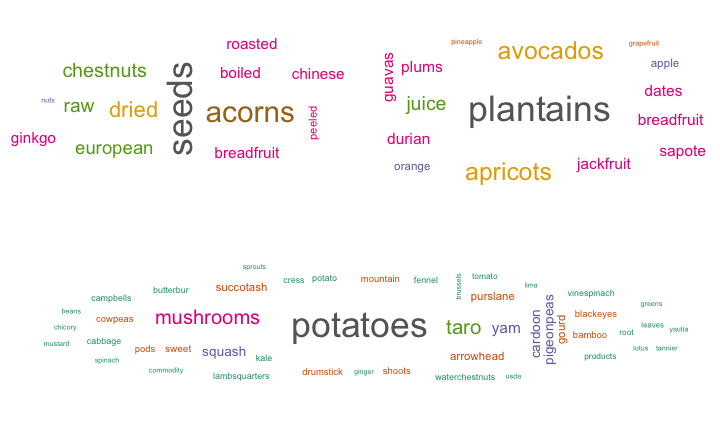 roasted
chestnuts
boiled
chinese
seeds
nuts
raw
dried
acorns
peeled
ginkgo
european
breadfruit
pineapple
avocados
grapefruit
guavas
plums
apple
juice
plantains
dates
breadfruit
durian
sapote
orange
apricots
jackfruit
sprouts
cress
potato
mountain
fennel
brussels
tomato
lima
butterbur
succotash
campbells
purslane
vinespinach
greens
beans
cowpeas
mushrooms
potatoes
taro
yam
cardoon
pigeonpeas
gourd
blackeyes
chicory
root
leaves
yautia
mustard
cabbage
bamboo
pods
sweet
squash
kale
arrowhead
products
lotus
tannier
spinach
commodity
lambsquarters
drumstick
ginger
shoots
waterchestnuts
usda